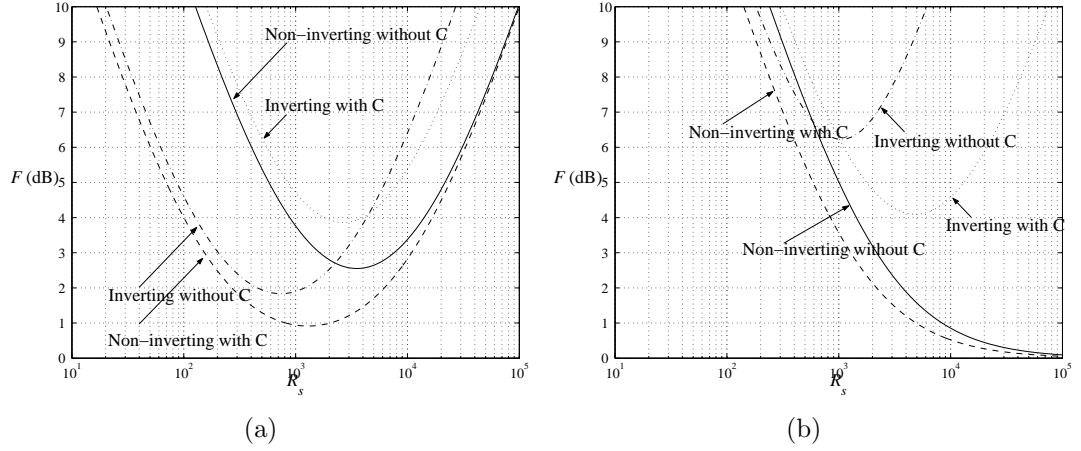 10
9
8
7
6
F (dB) 5
4
3
2
1
0
10^1
10^2
10^3
10^4
10^5
R_s
Non−inverting without C
Inverting with C
Inverting without C
Non−inverting with C
(a)
10
9
8
7
6
F (dB) 5
4
3
2
1
0
10^1
10^2
10^3
10^4
10^5
R_s
Non−inverting with C
Inverting without C
Inverting with C
Non−inverting without C
(b)